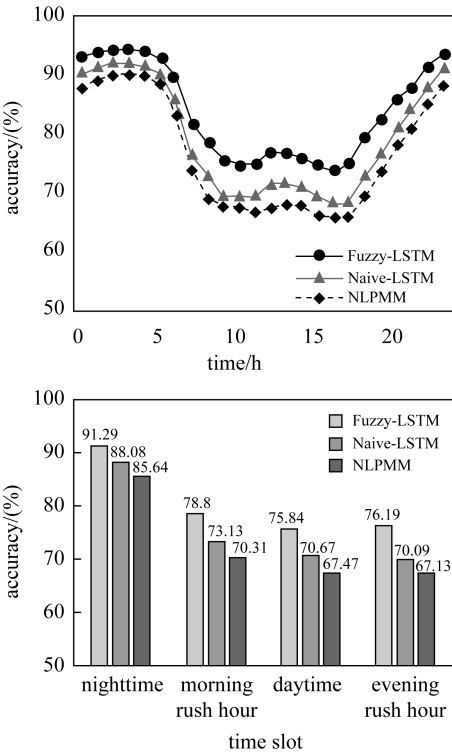 100
90
80
70
60
50
accuracy/(%)
Fuzzy-LSTM
Naive-LSTM
NLPMM
0 5 10 15 20
time/h
100
90
80
70
60
50
accuracy/(%)
Fuzzy-LSTM
Naive-LSTM
NLPMM
91.29
88.08
85.64
78.8
73.13
70.31
75.84
70.67
67.47
76.19
70.09
67.13
nighttime morning daytime evening
rush hour rush hour
time slot